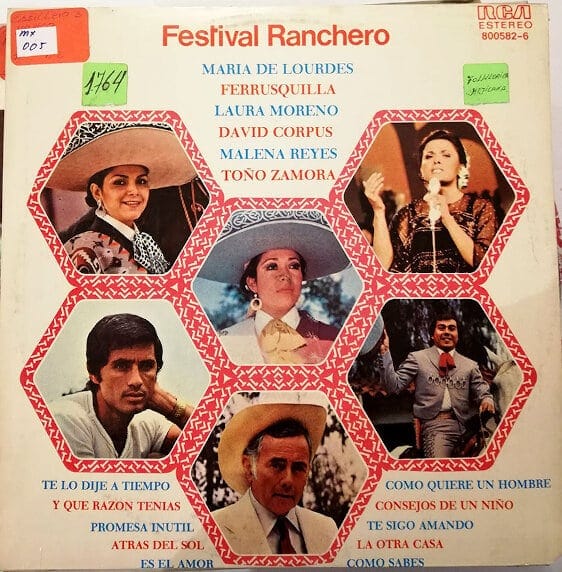 mx
005
1764
Festival Ranchero
RCA
ESTEREO
800582-6
FOLKLORICA
MEXICANA
MARIA DE LOURDES
FERRUSQUILLA
LAURA MORENO
DAVID CORPUS
MALENA REYES
TOÑO ZAMORA
TE LO DIJE A TIEMPO
Y QUE RAZON TENIAS
PROMESA INUTIL
ATRAS DEL SOL
ES EL AMOR
COMO QUIERE UN HOMBRE
CONSEJOS DE UN NIÑO
TE SIGO AMANDO
LA OTRA CASA
COMO SABES